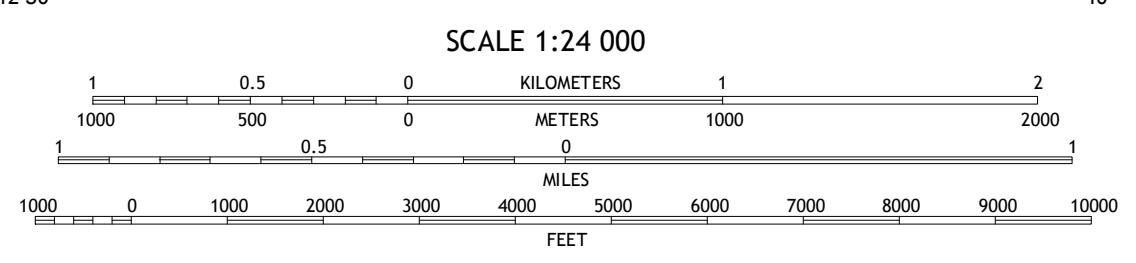 SCALE 1:24 000
1 0.5 0 KILOMETERS 1 2
1000 500 0 METERS 1000 2000
1 0.5 0 1
MILES
1000 0 1000 2000 3000 4000 5000 6000 7000 8000 9000 10000
FEET